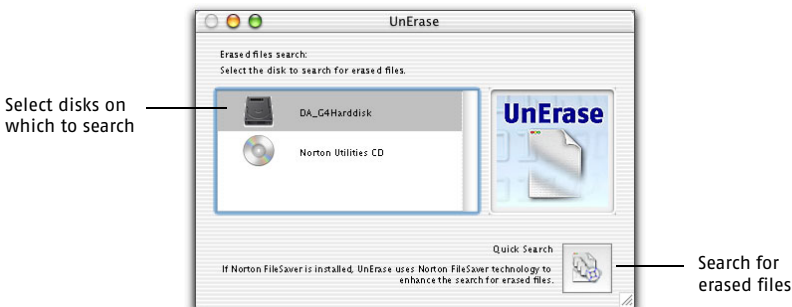 UnErase
Erased files search:
Select the disk to search for erased files.
Select disks on
which to search
DA_G4Harddisk
Norton Utilities CD
UnErase
Quick Search
If Norton FileSaver is installed, UnErase uses Norton FileSaver technology to
enhance the search for erased files.
Search for
erased files